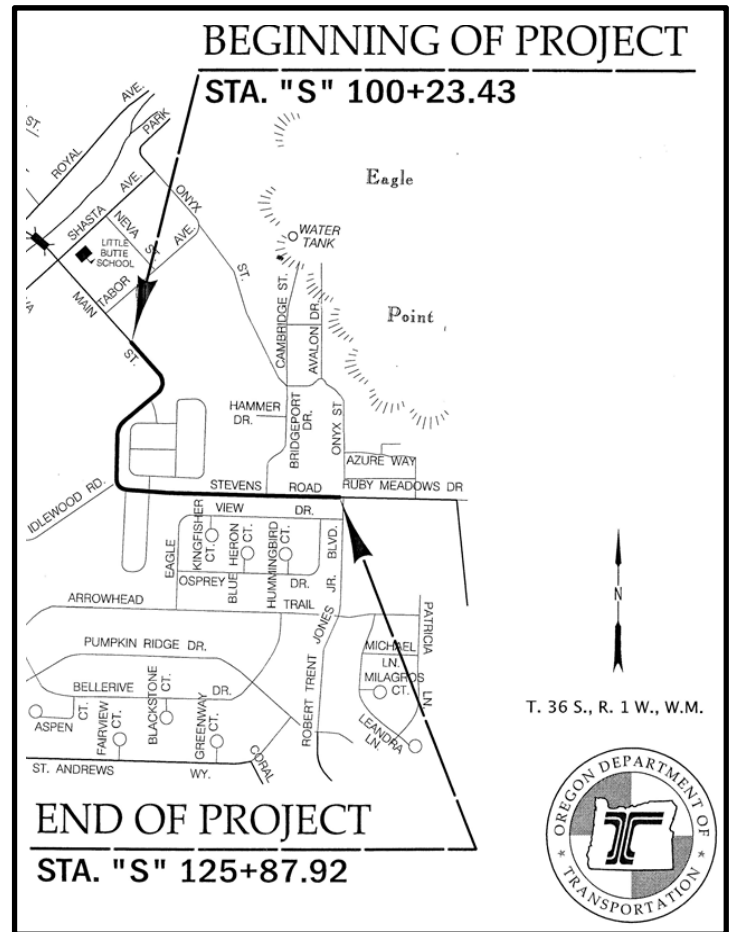 BEGINNING OF PROJECT
STA. "S" 100+23.43
AVE.
PARK
ST.
ROYAL
AVE.
SHASTA
ONYX
ST.
NEVA
ST.
AVE.
TABOR
LITTLE
BUTTE
SCHOOL
MAIN
ST.
Eagle
WATER
TANK
Point
CAMBRIDGE ST.
AVALON DR.
HAMMER
DR.
BRIDGEPORT
DR.
ONYX ST
AZURE WAY
STEVENS ROAD
RUBY MEADOWS DR
IDLEWOOD RD.
VIEW DR.
KINGFISHER
CT.
BLUE HERON
CT.
HUMMINGBIRD
CT.
EAGLE
OSPREY DR.
BLVD.
JR.
JONES
ROBERT TRENT
ARROWHEAD TRAIL
PUMPKIN RIDGE DR.
MICHAEL
LN.
MILAGROS
CT.
PATRICIA
LN.
LEANDRA
LN.
BELLERIVE DR.
ASPEN
CT.
FAIRVIEW
CT.
BLACKSTONE
CT.
GREENWAY
CT.
ST. ANDREWS WY.
CORAL
N
T. 36 S., R. 1 W., W.M.
END OF PROJECT
STA. "S" 125+87.92
OREGON DEPARTMENT OF
* TRANSPORTATION *